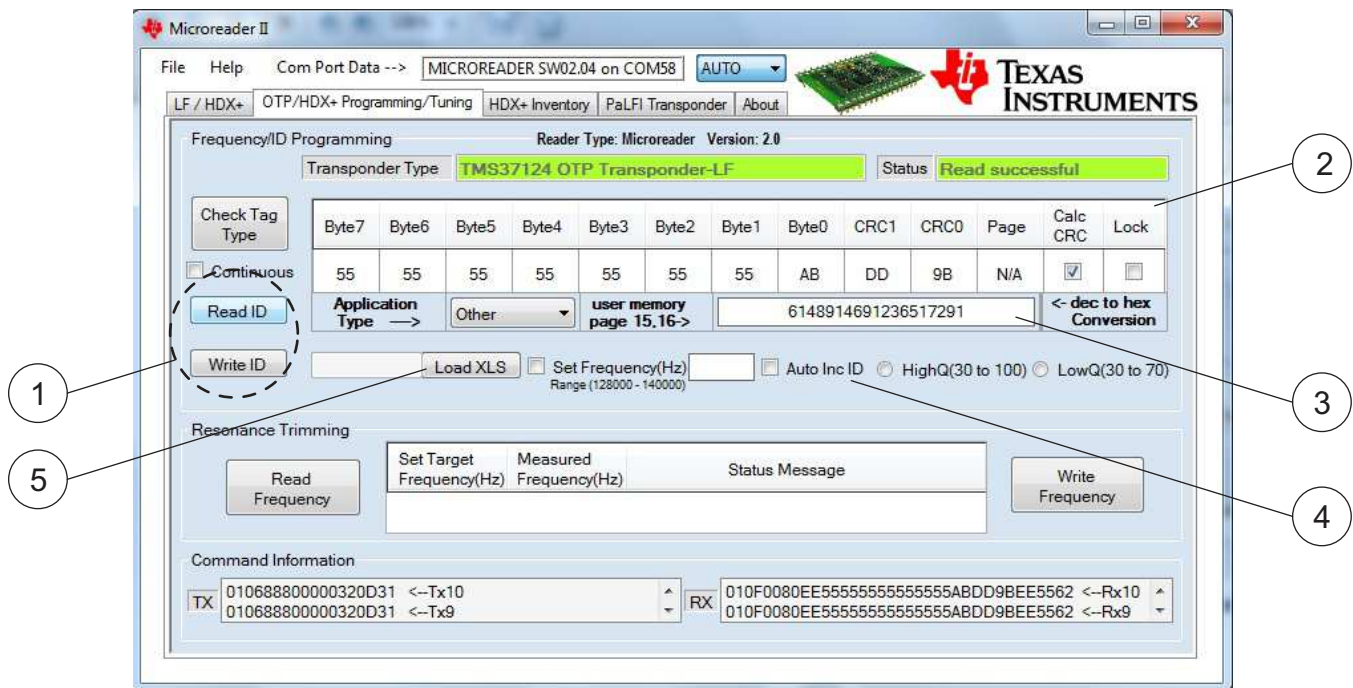 Microreader II
File Help Com Port Data --> MICROREADER SW02.04 on COM58 AUTO
TEXAS INSTRUMENTS
LF / HDX+ OTP/HDX+ Programming/Tuning HDX+ Inventory PaLFI Transponder About
Frequency/ID Programming Reader Type: Microreader Version: 2.0
Transponder Type TMS37124 OTP Transponder-LF Status Read successful
2
Check Tag Type
Byte7 Byte6 Byte5 Byte4 Byte3 Byte2 Byte1 Byte0 CRC1 CRC0 Page Calc CRC Lock
Continuous 55 55 55 55 55 55 55 AB DD 9B N/A
Read ID Application Type ---> Other user memory page 15,16-> 6148914691236517291 <- dec to hex Conversion
Write ID Load XLS Set Frequency(Hz) Auto Inc ID HighQ(30 to 100) LowQ(30 to 70)
Range (128000 - 140000)
1
3
Resonance Trimming
5
Read Frequency
Set Target Frequency(Hz) Measured Frequency(Hz) Status Message
Write Frequency
4
Command Information
TX 010688800000320D31 <--Tx10
010688800000320D31 <--Tx9
RX 010F0080EE55555555555555ABDD9BEE5562 <--Rx10
010F0080EE55555555555555ABDD9BEE5562 <--Rx9